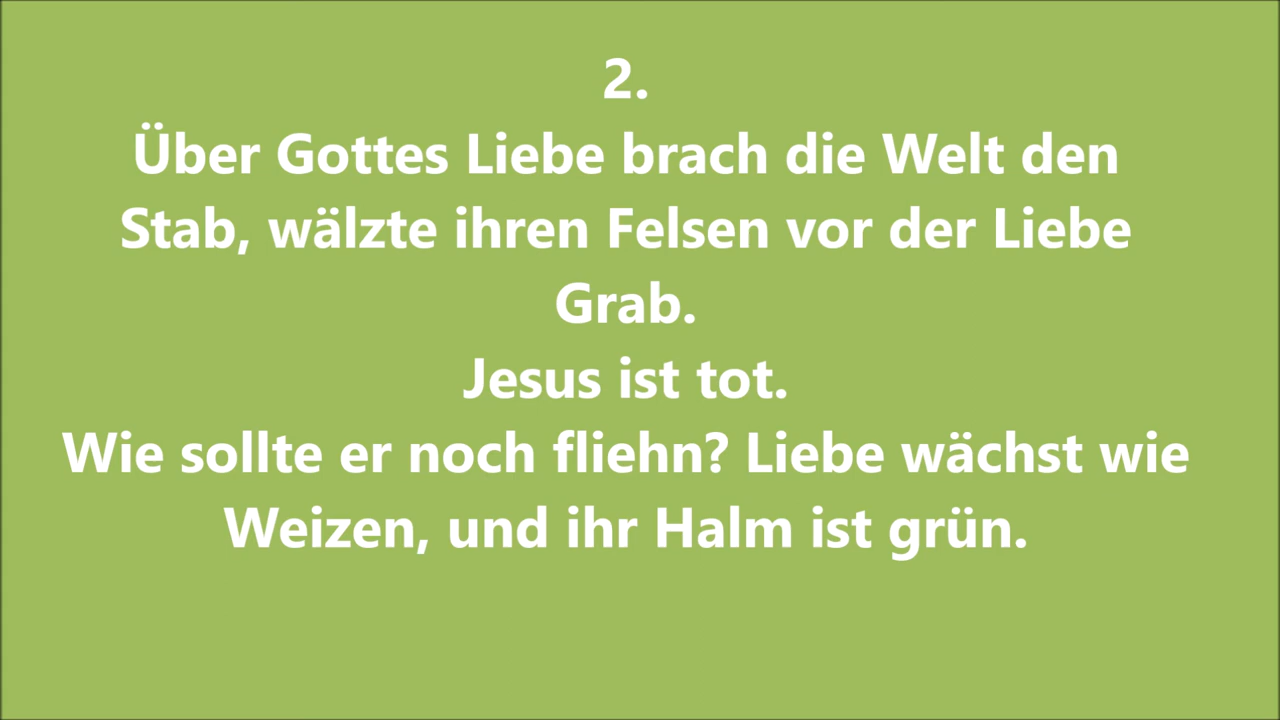 2.
Über Gottes Liebe brach die Welt den
Stab, wälzte ihren Felsen vor der Liebe
Grab.
Jesus ist tot.
Wie sollte er noch fliehn? Liebe wächst wie
Weizen, und ihr Halm ist grün.